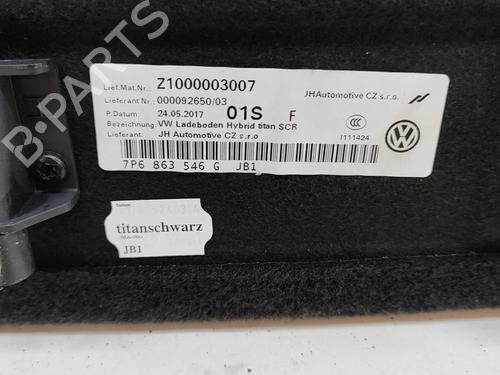 B-PARTS
Lief.Mat.Nr.: Z1000003007
Lieferant Nr: 000092650/03
P.Datum: 24.05.2017 01S F
Bezeichnung: VW Ladeboden Hybrid titan SCR
Lieferant: JH Automotive CZ s.r.o
JHAutomotive CZ s.r.o.
I111424
7P6 863 546 G JB1
titanschwarz
JB1